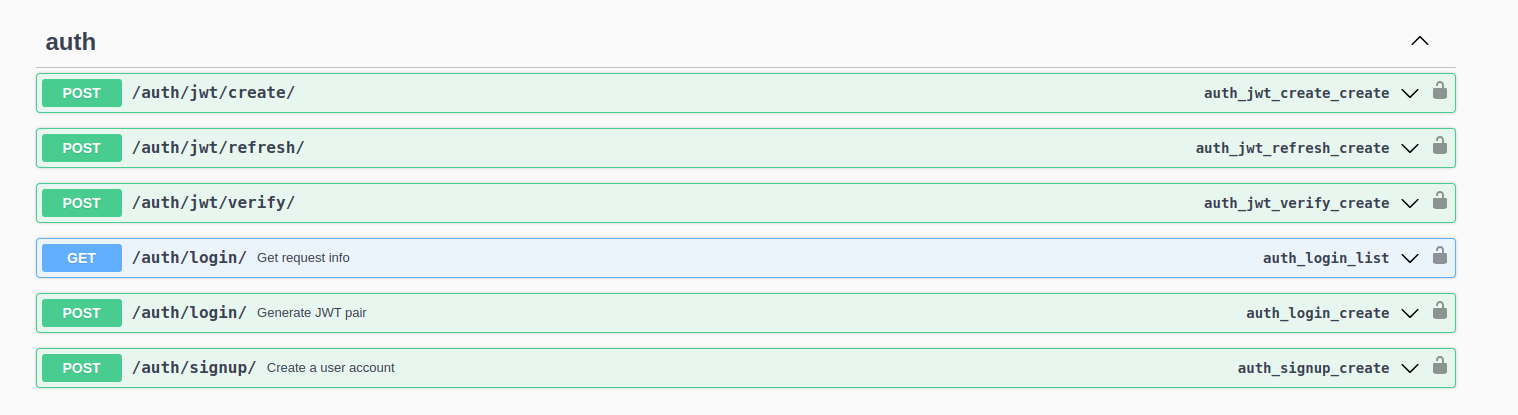 auth
POST /auth/jwt/create/ auth_jwt_create_create
POST /auth/jwt/refresh/ auth_jwt_refresh_create
POST /auth/jwt/verify/ auth_jwt_verify_create
GET /auth/login/ Get request info auth_login_list
POST /auth/login/ Generate JWT pair auth_login_create
POST /auth/signup/ Create a user account auth_signup_create